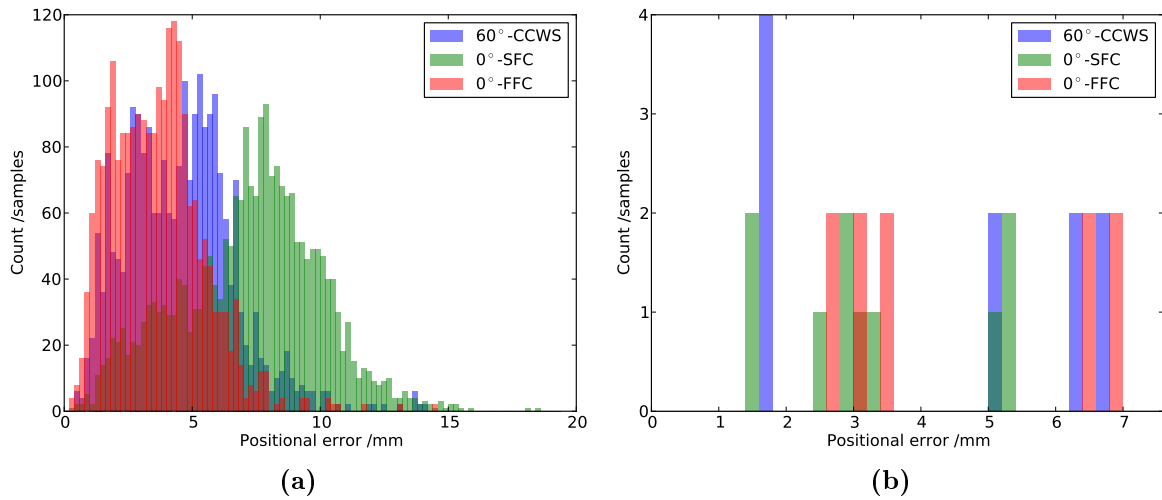 120
100
80
60
40
20
0
Count /samples
0 5 10 15 20
Positional error /mm
60°-CCWS
0°-SFC
0°-FFC
(a)
4
3
2
1
0
Count /samples
0 1 2 3 4 5 6 7
Positional error /mm
60°-CCWS
0°-SFC
0°-FFC
(b)